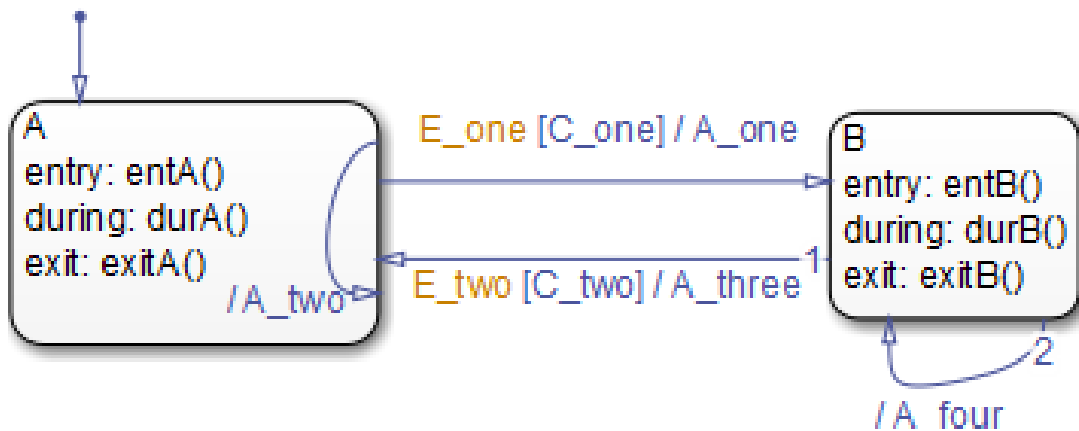 A
entry: entA()
during: durA()
exit: exitA()
/ A_two
E_one [C_one] / A_one
E_two [C_two] / A_three
1
B
entry: entB()
during: durB()
exit: exitB()
2
/ A_four